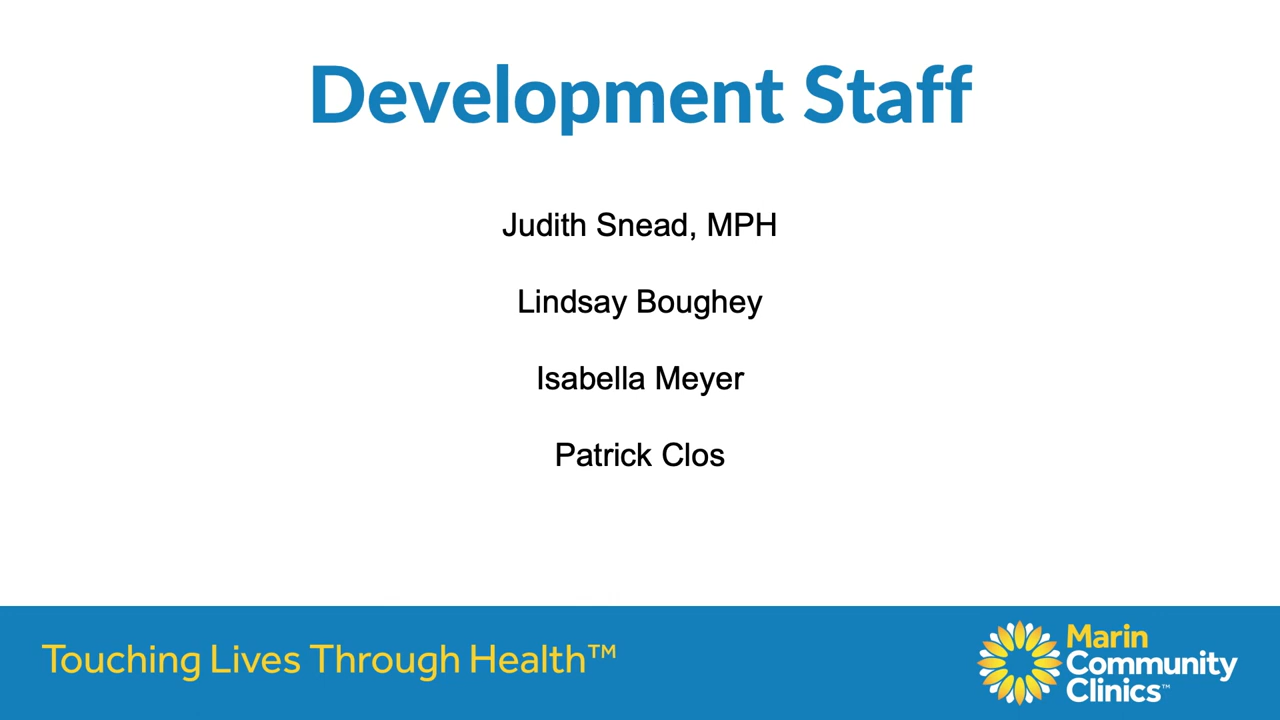 Development Staff
Judith Snead, MPH
Lindsay Boughey
Isabella Meyer
Patrick Clos
Touching Lives Through Health™
Marin
Community
Clinics™